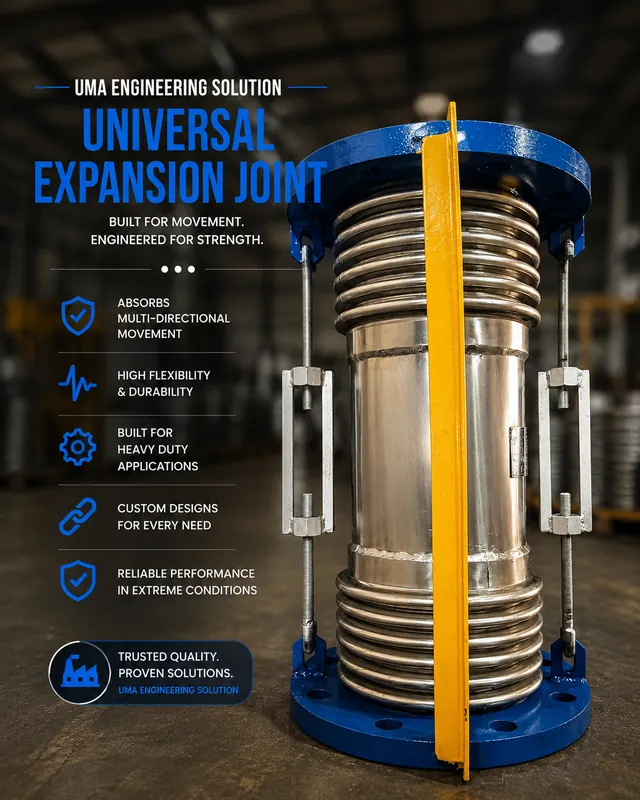 UMA ENGINEERING SOLUTION
UNIVERSAL
EXPANSION JOINT
BUILT FOR MOVEMENT.
ENGINEERED FOR STRENGTH.
ABSORBS
MULTI-DIRECTIONAL
MOVEMENT
HIGH FLEXIBILITY
& DURABILITY
BUILT FOR
HEAVY DUTY
APPLICATIONS
CUSTOM DESIGNS
FOR EVERY NEED
RELIABLE PERFORMANCE
IN EXTREME CONDITIONS
TRUSTED QUALITY.
PROVEN SOLUTIONS.
UMA ENGINEERING SOLUTION